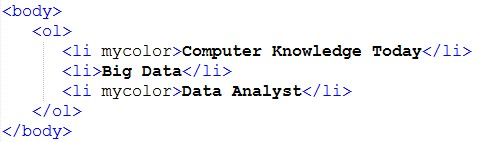 <body>
<ol>
<li mycolor>Computer Knowledge Today</li>
<li>Big Data</li>
<li mycolor>Data Analyst</li>
</ol>
</body>